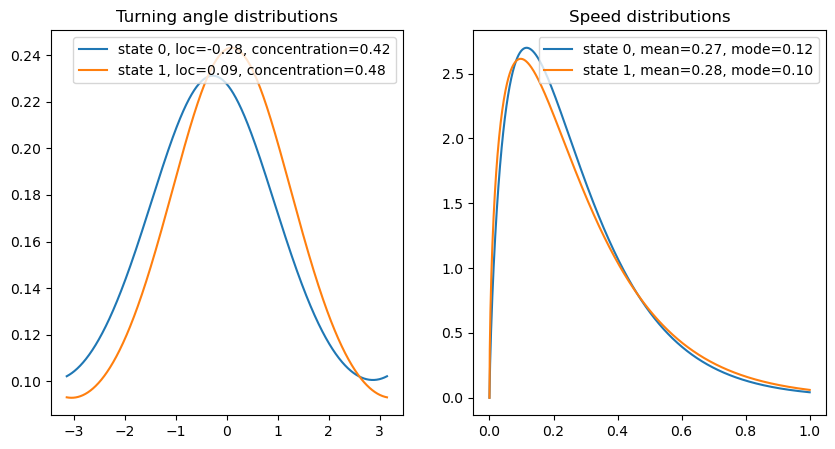 Turning angle distributions
state 0, loc=-0.28, concentration=0.42
state 1, loc=0.09, concentration=0.48
0.24
0.22
0.20
0.18
0.16
0.14
0.12
0.10
−3 −2 −1 0 1 2 3
Speed distributions
state 0, mean=0.27, mode=0.12
state 1, mean=0.28, mode=0.10
2.5
2.0
1.5
1.0
0.5
0.0
0.0 0.2 0.4 0.6 0.8 1.0